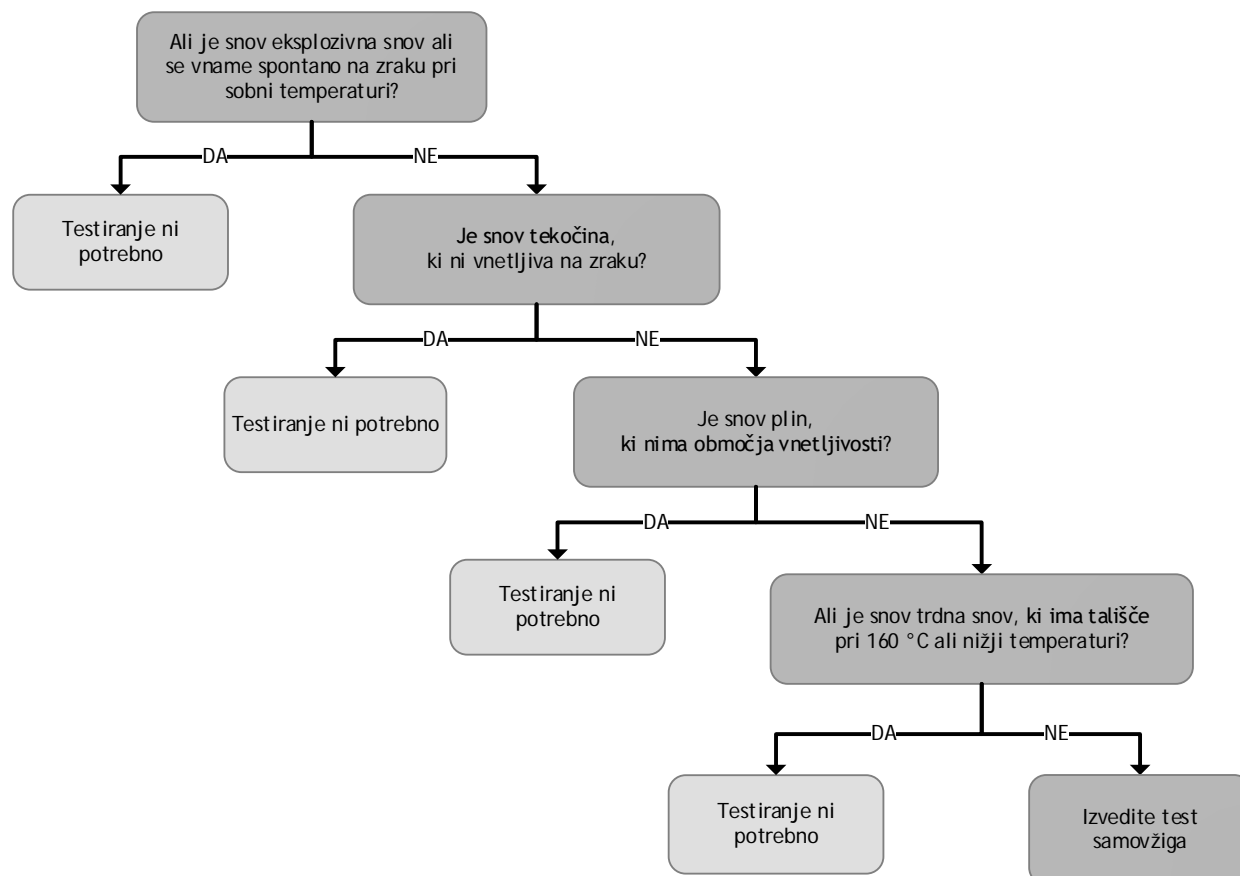 Ali je snov eksplozivna snov ali
se vname spontano na zraku pri
sobni temperaturi?
DA
NE
Testiranje ni
potrebno
Je snov tekočina,
ki ni vnetljiva na zraku?
DA
NE
Testiranje ni potrebno
Je snov plin,
ki nima območja vnetljivosti?
DA
NE
Testiranje ni
potrebno
Ali je snov trdna snov, ki ima tališče
pri 160 °C ali nižji temperaturi?
DA
NE
Testiranje ni
potrebno
Izvedite test
samovžiga